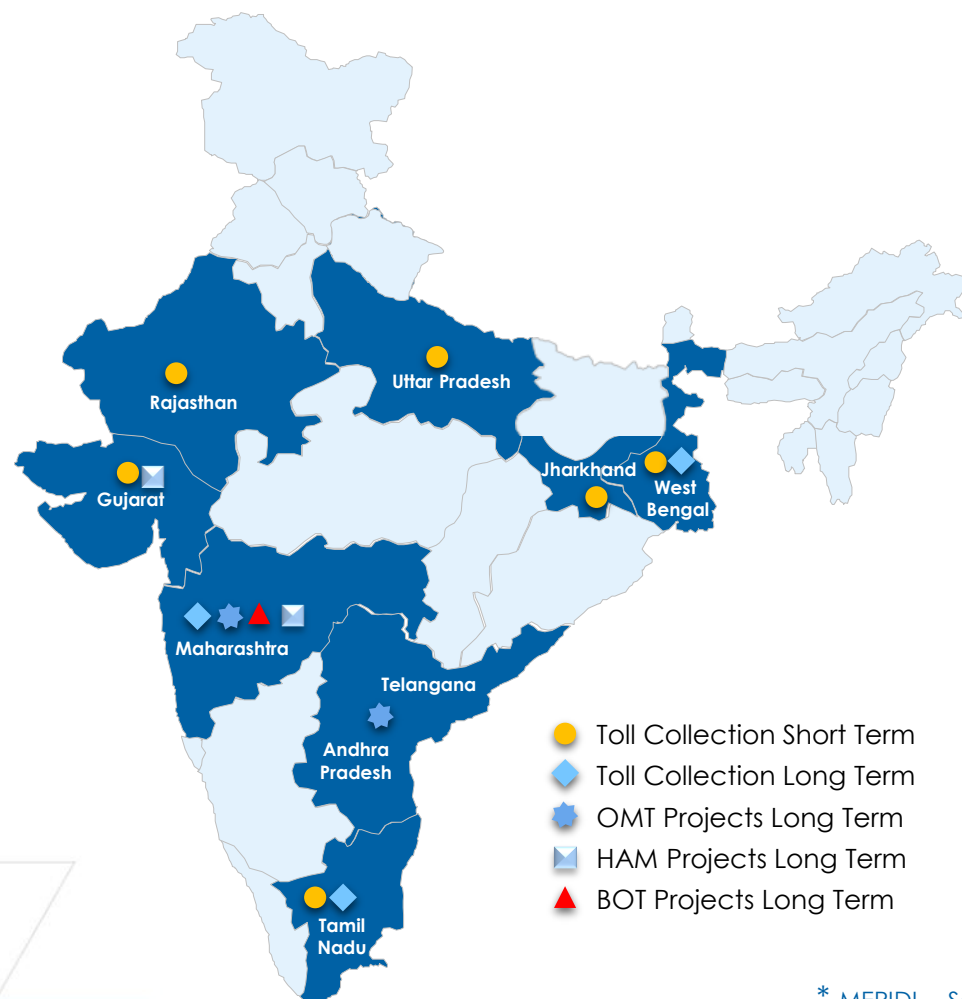 Uttar Pradesh
Rajasthan
Jharkhand
West
Bengal
Gujarat
Maharashtra
Telangana
Andhra
Pradesh
Tamil
Nadu
Toll Collection Short Term
Toll Collection Long Term
OMT Projects Long Term
HAM Projects Long Term
BOT Projects Long Term
*